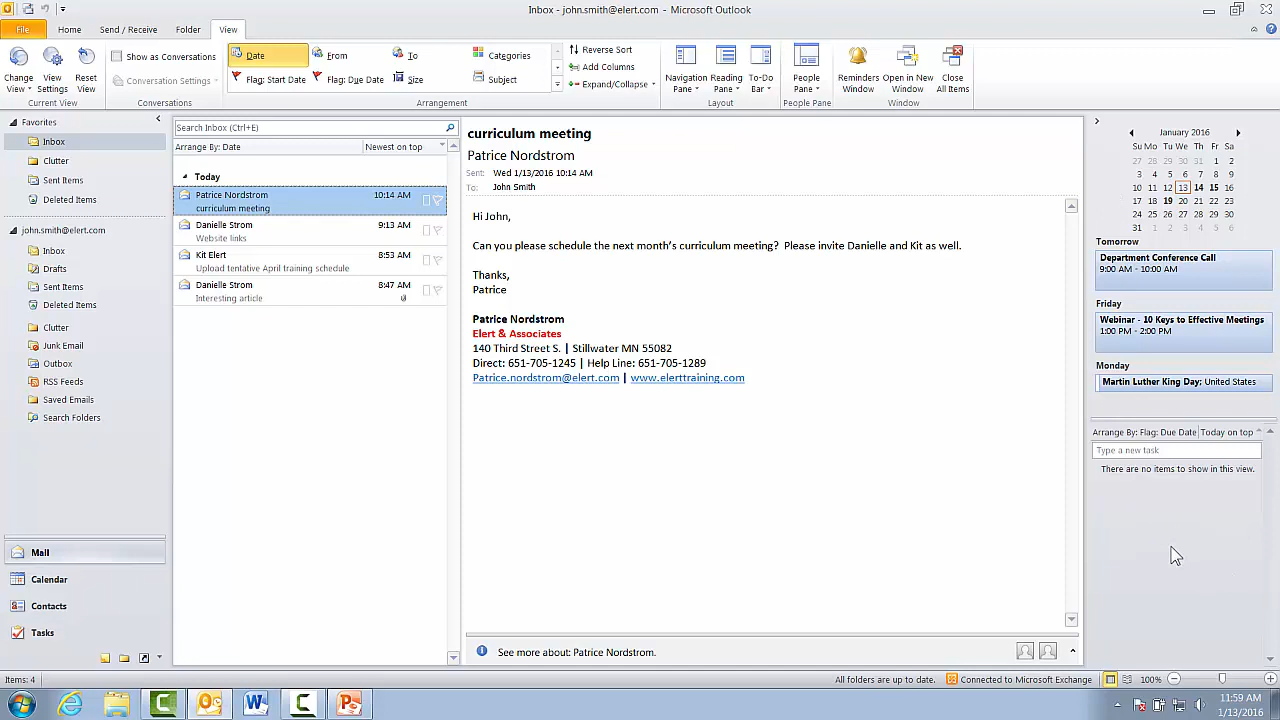 Inbox - john.smith@elert.com - Microsoft Outlook
File Home Send / Receive Folder View
Change View
View Settings
Reset View
Current View
Show as Conversations
Conversation Settings
Conversations
Date From To Categories
Flag: Start Date Flag: Due Date Size Subject
Arrangement
Reverse Sort
Add Columns
Expand/Collapse
Navigation Pane
Reading Pane
To-Do Bar
Layout
People Pane
People Pane
Reminders Window
Open in New Window
Close All Items
Window
Favorites
Inbox
Clutter
Sent Items
Deleted Items
john.smith@elert.com
Inbox
Drafts
Sent Items
Deleted Items
Clutter
Junk Email
Outbox
RSS Feeds
Saved Emails
Search Folders
Mail
Calendar
Contacts
Tasks
Search Inbox (Ctrl+E)
Arrange By: Date Newest on top
Today
Patrice Nordstrom 10:14 AM
curriculum meeting
Danielle Strom 9:13 AM
Website links
Kit Elert 8:53 AM
Upload tentative April training schedule
Danielle Strom 8:47 AM
Interesting article
curriculum meeting
Patrice Nordstrom
Sent: Wed 1/13/2016 10:14 AM
To: John Smith
Hi John,
Can you please schedule the next month's curriculum meeting? Please invite Danielle and Kit as well.
Thanks,
Patrice
Patrice Nordstrom
Elert & Associates
140 Third Street S. | Stillwater MN 55082
Direct: 651-705-1245 | Help Line: 651-705-1289
Patrice.nordstrom@elert.com | www.elerttraining.com
See more about: Patrice Nordstrom.
January 2016
Su Mo Tu We Th Fr Sa
27 28 29 30 31 1 2
3 4 5 6 7 8 9
10 11 12 13 14 15 16
17 18 19 20 21 22 23
24 25 26 27 28 29 30
31 1 2 3 4 5 6
Tomorrow
Department Conference Call
9:00 AM - 10:00 AM
Friday
Webinar - 10 Keys to Effective Meetings
1:00 PM - 2:00 PM
Monday
Martin Luther King Day; United States
Arrange By: Flag: Due Date Today on top
Type a new task
There are no items to show in this view.
Items: 4 All folders are up to date. Connected to Microsoft Exchange 100%
11:59 AM
1/13/2016